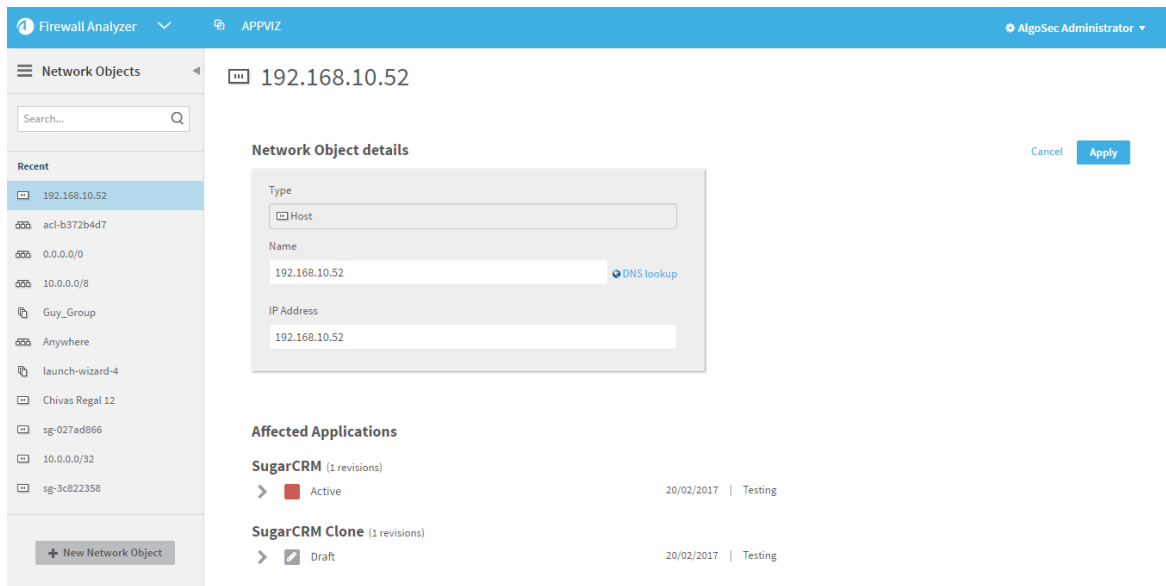 Firewall Analyzer
APPVIZ
AlgoSec Administrator
Network Objects
Search...
Recent
192.168.10.52
acl-b372b4d7
0.0.0.0/0
10.0.0.0/8
Guy_Group
Anywhere
launch-wizard-4
Chivas Regal 12
sg-027ad866
10.0.0.0/32
sg-3c822358
New Network Object
192.168.10.52
Network Object details
Cancel
Apply
Type
Host
Name
192.168.10.52
DNS lookup
IP Address
192.168.10.52
Affected Applications
SugarCRM (1 revisions)
Active 20/02/2017 | Testing
SugarCRM Clone (1 revisions)
Draft 20/02/2017 | Testing